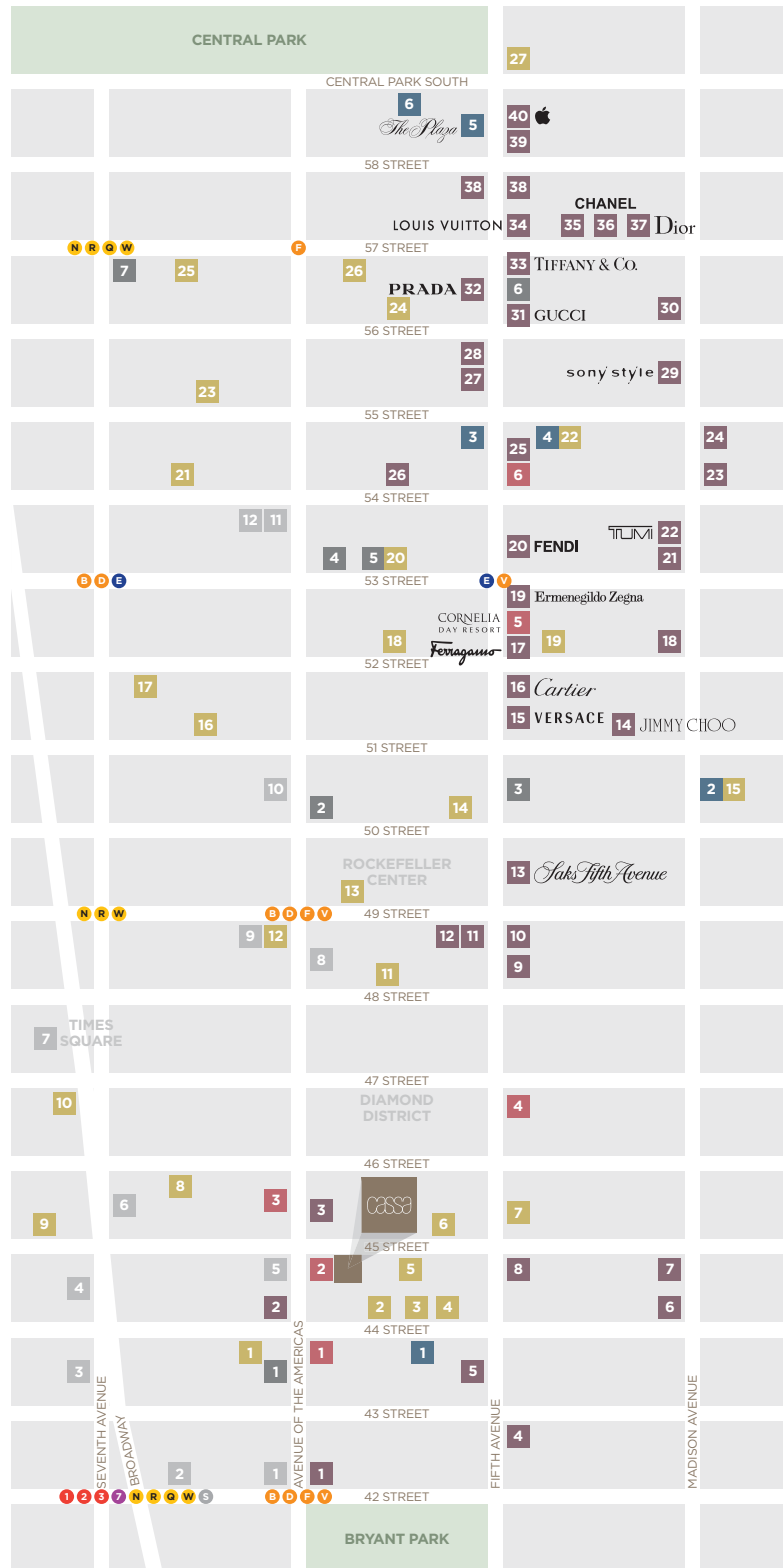 CENTRAL PARK
27
CENTRAL PARK SOUTH
6
The Plaza 5
40
39
58 STREET
38 38
CHANEL
LOUIS VUITTON 34 35 36 37 Dior
N R Q W F 57 STREET
7 25 26 33 TIFFANY & CO.
PRADA 32 6
24 31 GUCCI 30
56 STREET
28
27 sony style 29
23
55 STREET
3 25 4 22 24
21 26 6 23
54 STREET
12 11 TUMI 22
4 5 20 20 FENDI 21
B D E 53 STREET E V
19 Ermenegildo Zegna
CORNELIA
DAY RESORT 5
18 Ferragamo 17 19 18
52 STREET
17 16 Cartier
16 15 VERSACE 14 JIMMY CHOO
51 STREET
10 2 14 3 2 15
50 STREET
ROCKEFELLER
CENTER
13 13 Saks Fifth Avenue
N R W B D F V 49 STREET
9 12 12 11 10
8 11 9
48 STREET
TIMES
SQUARE
7
47 STREET
10 DIAMOND
DISTRICT 4
46 STREET
8 6 3 3 cassa
9 6 7
45 STREET
4 5 2 5 8 7
2 2 3 4 6
44 STREET
3 1 1 1 1 5
43 STREET
SEVENTH AVENUE
BROADWAY
AVENUE OF THE AMERICAS
FIFTH AVENUE
MADISON AVENUE
4
2 1 1
1 2 3 7 N R Q W S B D F V 42 STREET
BRYANT PARK